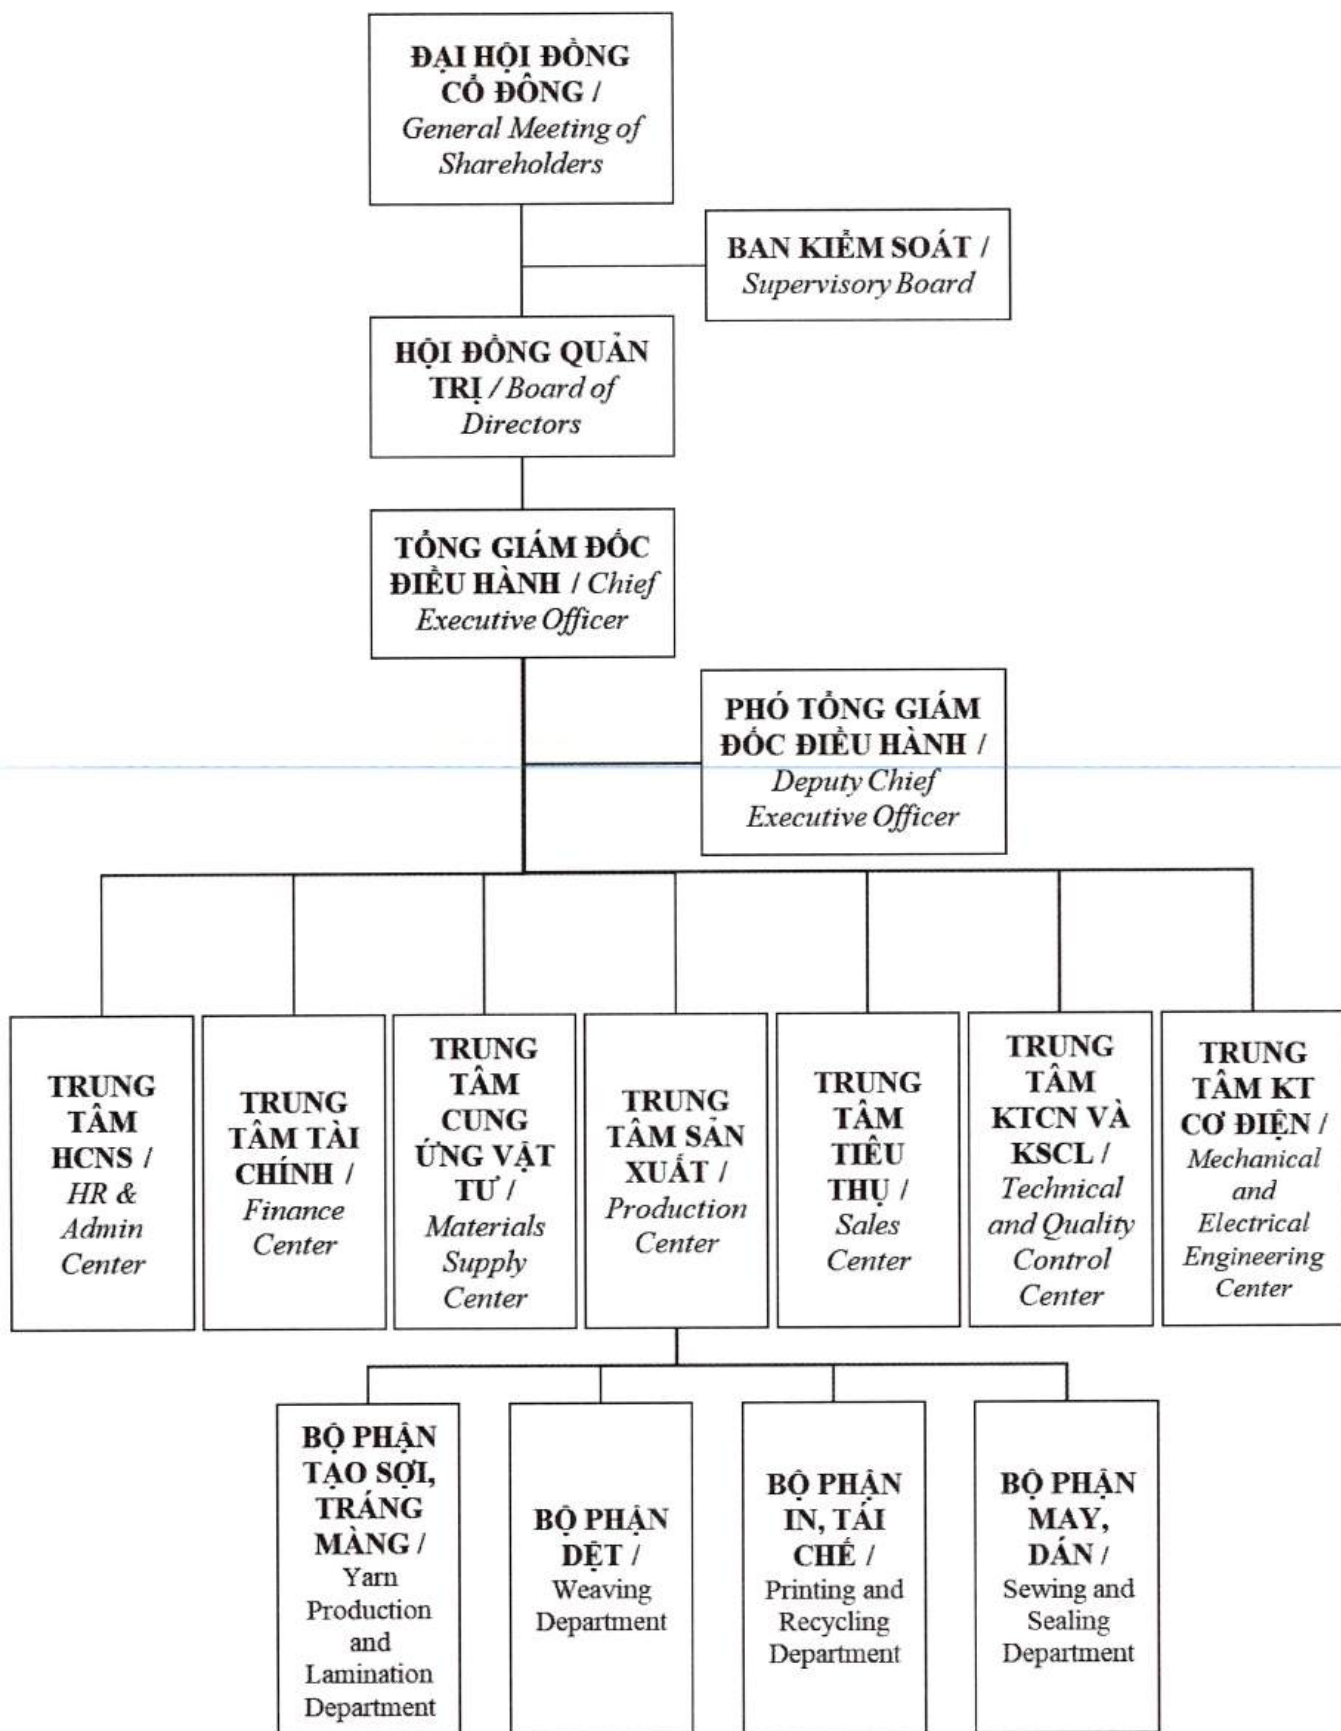 ĐẠI HỘI ĐỒNG
CỔ ĐÔNG /
General Meeting of
Shareholders
BAN KIỂM SOÁT /
Supervisory Board
HỘI ĐỒNG QUẢN
TRỊ / Board of
Directors
TỔNG GIÁM ĐỐC
ĐIỀU HÀNH / Chief
Executive Officer
PHÓ TỔNG GIÁM
ĐỐC ĐIỀU HÀNH /
Deputy Chief
Executive Officer
TRUNG
TÂM
HCNS /
HR &
Admin
Center
TRUNG
TÂM TÀI
CHÍNH /
Finance
Center
TRUNG
TÂM
CUNG
ỨNG VẬT
TƯ /
Materials
Supply
Center
TRUNG
TÂM SẢN
XUẤT /
Production
Center
TRUNG
TÂM
TIÊU
THỤ /
Sales
Center
TRUNG
TÂM
KTCN VÀ
KSCL /
Technical
and Quality
Control
Center
TRUNG
TÂM KT
CƠ ĐIỆN /
Mechanical
and
Electrical
Engineering
Center
BỘ PHẬN
TẠO SỢI,
TRÁNG
MÀNG /
Yarn
Production
and
Lamination
Department
BỘ PHẬN
DỆT /
Weaving
Department
BỘ PHẬN
IN, TÁI
CHẾ /
Printing and
Recycling
Department
BỘ PHẬN
MAY,
DÁN /
Sewing and
Sealing
Department